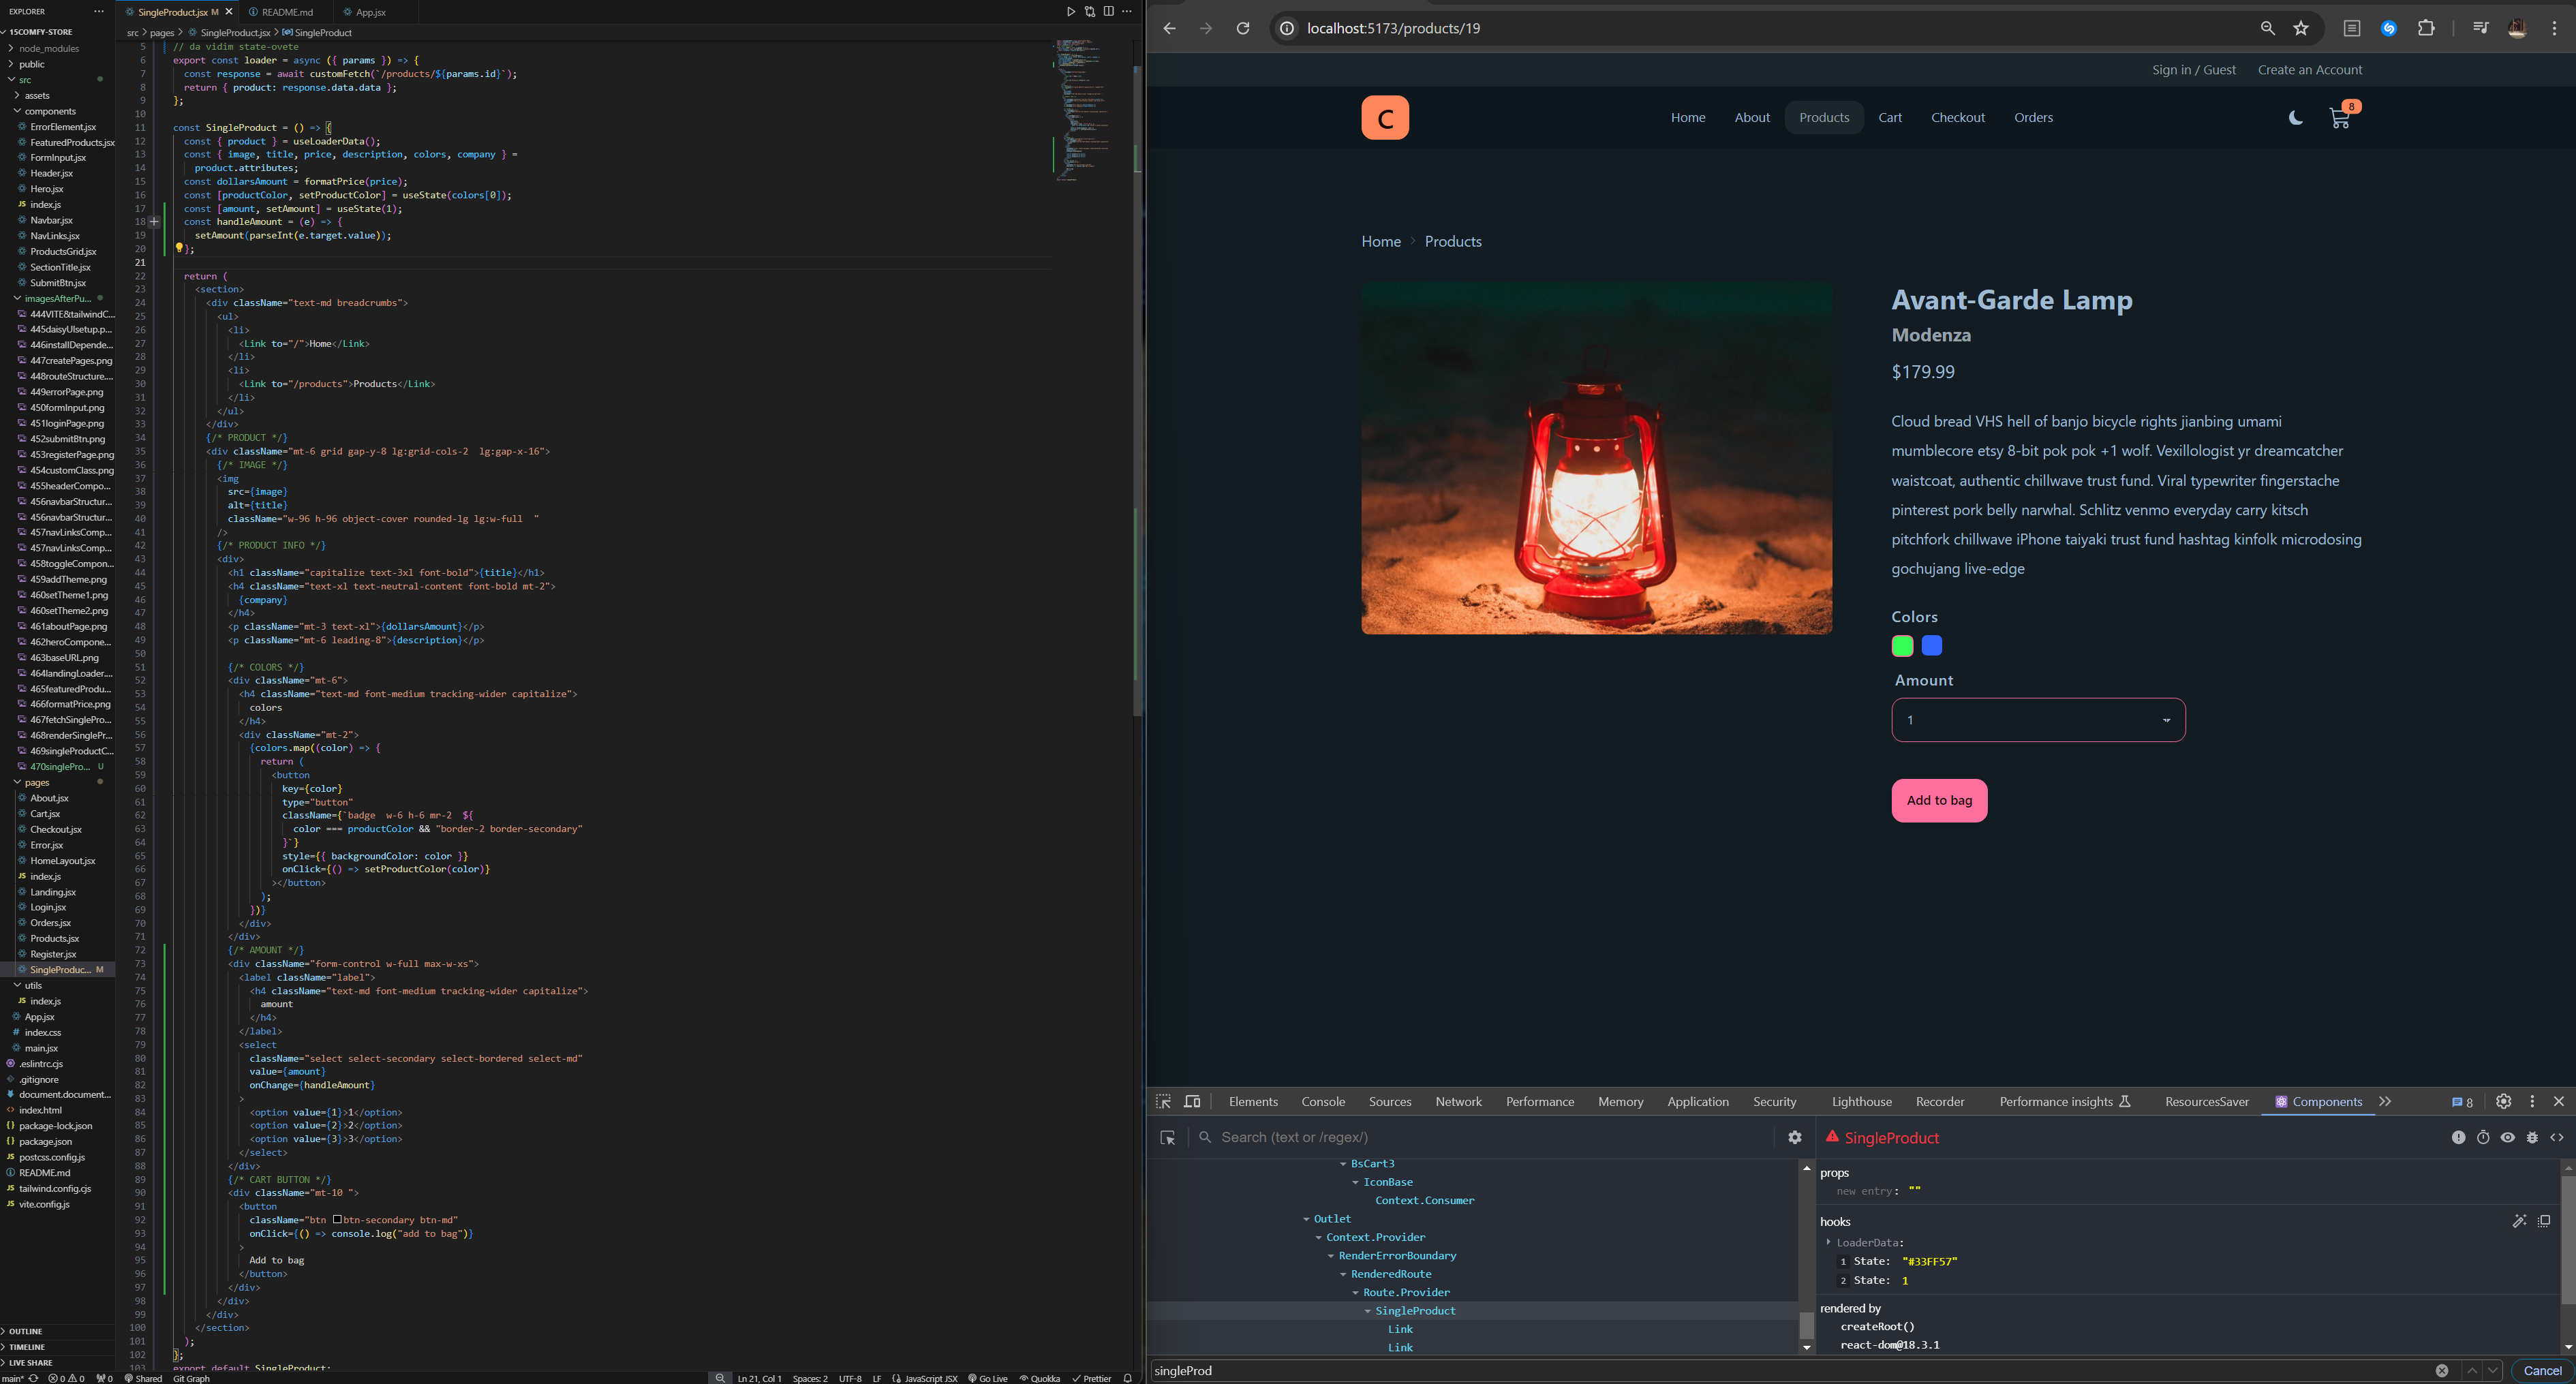 EXPLORER
15COMFY-STORE
node_modules
public
src
assets
components
ErrorElement.jsx
FeaturedProducts.jsx
FormInput.jsx
Header.jsx
Hero.jsx
index.js
Navbar.jsx
NavLinks.jsx
ProductsGrid.jsx
SectionTitle.jsx
SubmitBtn.jsx
imagesAfterPu...
444VITE&tailwindC...
445daisyUIsetup.p...
446installDepende...
447createPages.png
448routeStructure....
449errorPage.png
450formInput.png
451loginPage.png
452submitBtn.png
453registerPage.png
454customClass.png
455headerCompo...
456navbarStructur...
456navbarStructur...
457navLinksComp...
457navLinksComp...
458toggleCompon...
459addTheme.png
460setTheme1.png
460setTheme2.png
461aboutPage.png
462heroCompone...
463baseURL.png
464landingLoader....
465featuredProdu...
466formatPrice.png
467fetchSinglePro...
468renderSinglePr...
469singleProductC...
470singlePro... U
pages
About.jsx
Cart.jsx
Checkout.jsx
Error.jsx
HomeLayout.jsx
index.js
Landing.jsx
Login.jsx
Orders.jsx
Products.jsx
Register.jsx
SingleProduc... M
utils
index.js
App.jsx
index.css
main.jsx
.eslintrc.cjs
.gitignore
document.document...
index.html
package-lock.json
package.json
postcss.config.js
README.md
tailwind.config.cjs
vite.config.js
OUTLINE
TIMELINE
LIVE SHARE
SingleProduct.jsx M
README.md
App.jsx
src > pages > SingleProduct.jsx > SingleProduct
5 // da vidim state-ovete
6 export const loader = async ({ params }) => {
7 const response = await customFetch(`/products/${params.id}`);
8 return { product: response.data.data };
9 };
10
11 const SingleProduct = () => {
12 const { product } = useLoaderData();
13 const { image, title, price, description, colors, company } =
14 product.attributes;
15 const dollarsAmount = formatPrice(price);
16 const [productColor, setProductColor] = useState(colors[0]);
17 const [amount, setAmount] = useState(1);
18 const handleAmount = (e) => {
19 setAmount(parseInt(e.target.value));
20 };
21
22 return (
23 <section>
24 <div className="text-md breadcrumbs">
25 <ul>
26 <li>
27 <Link to="/">Home</Link>
28 </li>
29 <li>
30 <Link to="/products">Products</Link>
31 </li>
32 </ul>
33 </div>
34 {/* PRODUCT */}
35 <div className="mt-6 grid gap-y-8 lg:grid-cols-2  lg:gap-x-16">
36 {/* IMAGE */}
37 <img
38 src={image}
39 alt={title}
40 className="w-96 h-96 object-cover rounded-lg lg:w-full  "
41 />
42 {/* PRODUCT INFO */}
43 <div>
44 <h1 className="capitalize text-3xl font-bold">{title}</h1>
45 <h4 className="text-xl text-neutral-content font-bold mt-2">
46 {company}
47 </h4>
48 <p className="mt-3 text-xl">{dollarsAmount}</p>
49 <p className="mt-6 leading-8">{description}</p>
50
51 {/* COLORS */}
52 <div className="mt-6">
53 <h4 className="text-md font-medium tracking-wider capitalize">
54 colors
55 </h4>
56 <div className="mt-2">
57 {colors.map((color) => {
58 return (
59 <button
60 key={color}
61 type="button"
62 className={`badge  w-6 h-6 mr-2  ${
63 color === productColor && "border-2 border-secondary"
64 }`}
65 style={{ backgroundColor: color }}
66 onClick={() => setProductColor(color)}
67 ></button>
68 );
69 })}
70 </div>
71 </div>
72 {/* AMOUNT */}
73 <div className="form-control w-full max-w-xs">
74 <label className="label">
75 <h4 className="text-md font-medium tracking-wider capitalize">
76 amount
77 </h4>
78 </label>
79 <select
80 className="select select-secondary select-bordered select-md"
81 value={amount}
82 onChange={handleAmount}
83 >
84 <option value={1}>1</option>
85 <option value={2}>2</option>
86 <option value={3}>3</option>
87 </select>
88 </div>
89 {/* CART BUTTON */}
90 <div className="mt-10 ">
91 <button
92 className="btn btn-secondary btn-md"
93 onClick={() => console.log("add to bag")}
94 >
95 Add to bag
96 </button>
97 </div>
98 </div>
99 </div>
100 </section>
101 );
102 };
103 export default SingleProduct;
main* 0 0 0 Shared Git Graph Ln 21, Col 1 Spaces: 2 UTF-8 LF JavaScript JSX Go Live Quokka Prettier
localhost:5173/products/19
Sign in / Guest Create an Account
C Home About Products Cart Checkout Orders 8
Home > Products
Avant-Garde Lamp
Modenza
$179.99
Cloud bread VHS hell of banjo bicycle rights jianbing umami
mumblecore etsy 8-bit pok pok +1 wolf. Vexillologist yr dreamcatcher
waistcoat, authentic chillwave trust fund. Viral typewriter fingerstache
pinterest pork belly narwhal. Schlitz venmo everyday carry kitsch
pitchfork chillwave iPhone taiyaki trust fund hashtag kinfolk microdosing
gochujang live-edge
Colors
Amount
1
Add to bag
Elements Console Sources Network Performance Memory Application Security Lighthouse Recorder Performance insights ResourcesSaver Components 8
Search (text or /regex/)
BsCart3
IconBase
Context.Consumer
Outlet
Context.Provider
RenderErrorBoundary
RenderedRoute
Route.Provider
SingleProduct
Link
Link
SingleProduct
props
new entry: ""
hooks
LoaderData:
1 State: "#33FF57"
2 State: 1
rendered by
createRoot()
react-dom@18.3.1
singleProd
Cancel